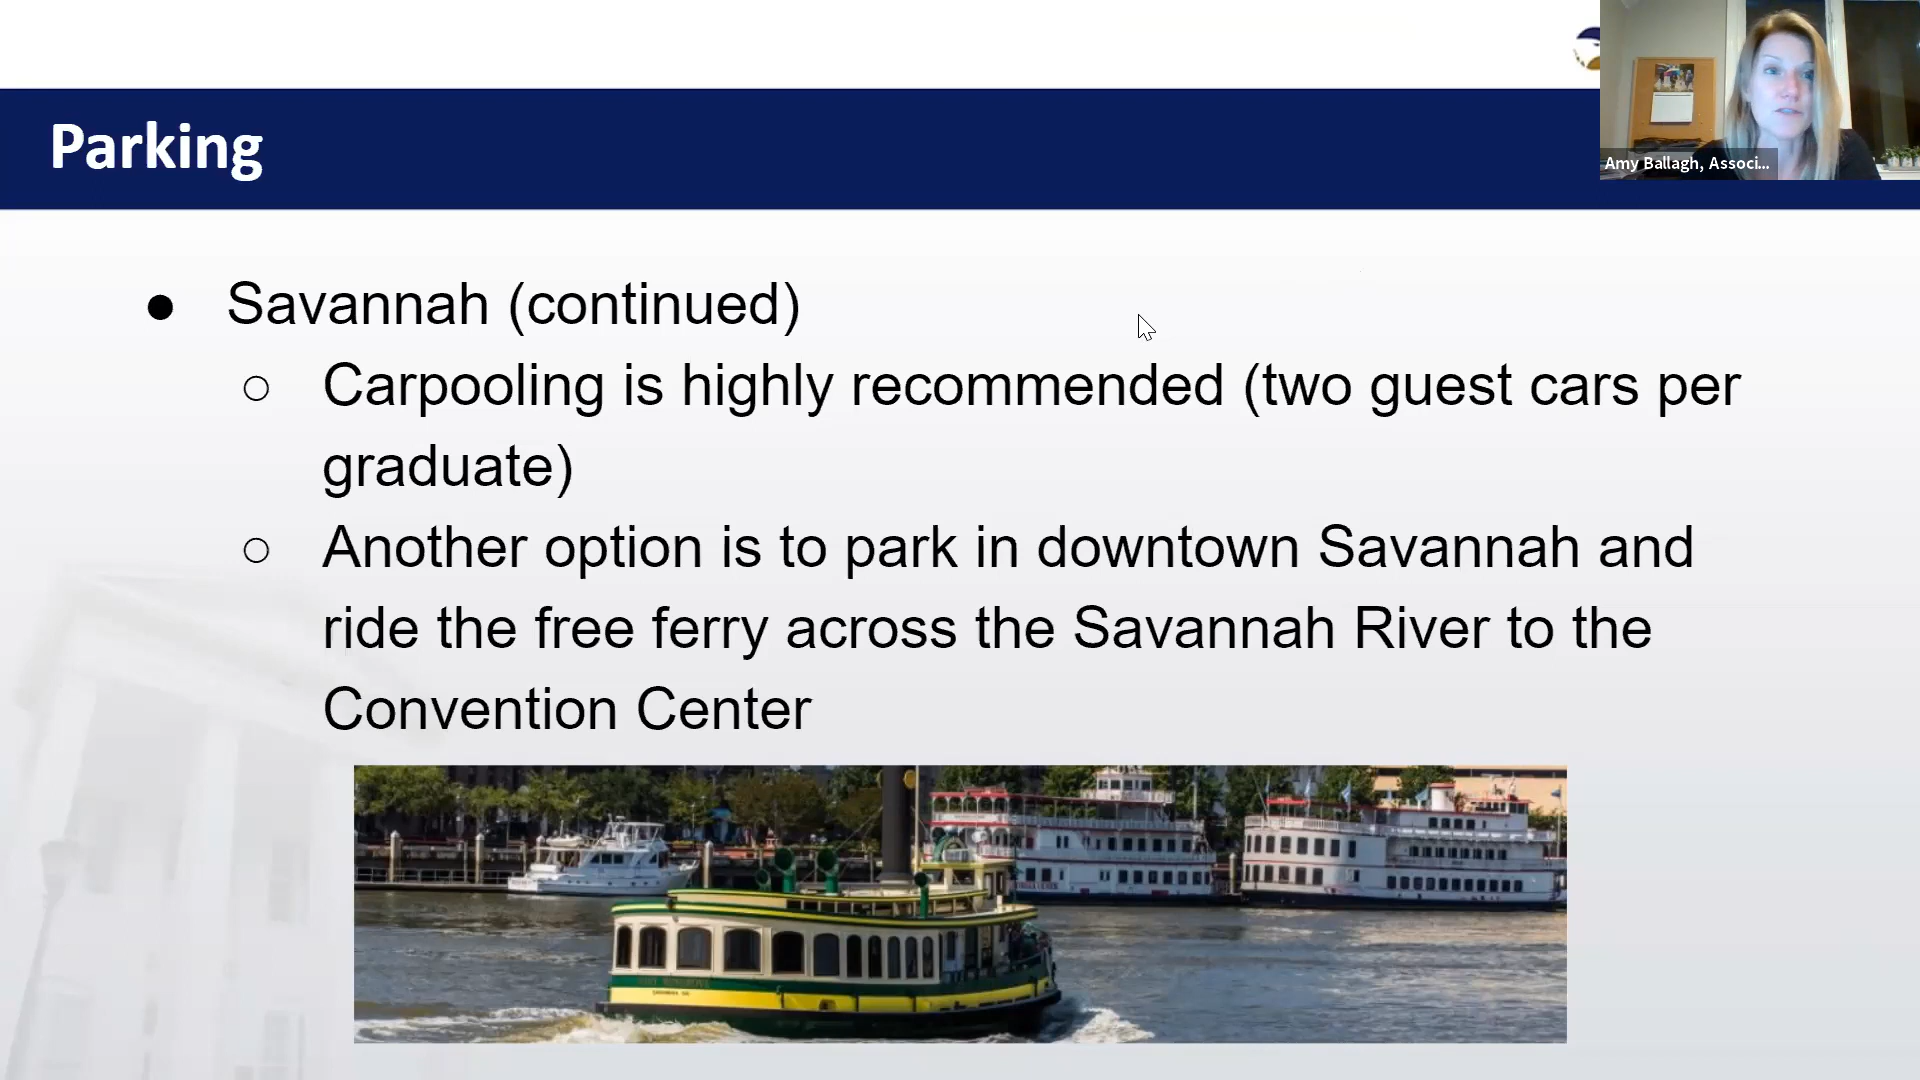 Parking
Amy Ballagh, Associ...
● Savannah (continued)
○ Carpooling is highly recommended (two guest cars per
graduate)
○ Another option is to park in downtown Savannah and
ride the free ferry across the Savannah River to the
Convention Center